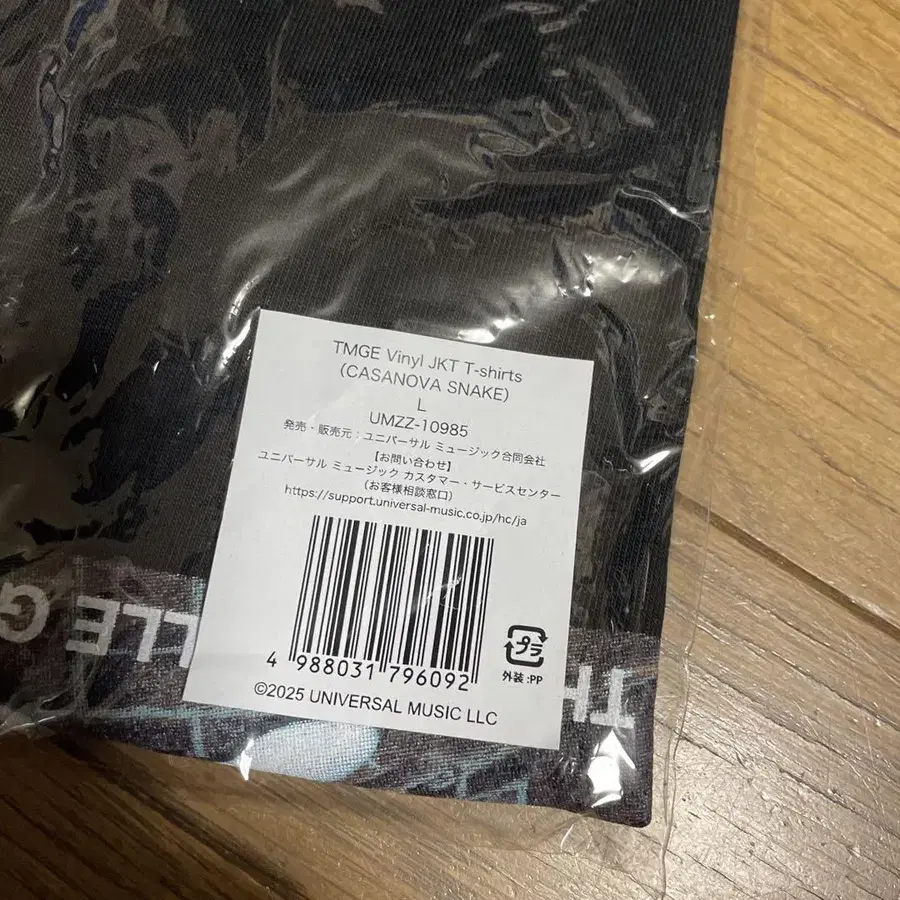 TMGE Vinyl JKT T-shirts
(CASANOVA SNAKE)
L
UMZZ-10985
発売・販売元：ユニバーサル ミュージック合同会社
【お問い合わせ】
ユニバーサル ミュージック カスタマー・サービスセンター
(お客様相談窓口)
https://support.universal-music.co.jp/hc/ja
4 988031 796092
プラ
外装:PP
©2025 UNIVERSAL MUSIC LLC
TH
LLE G